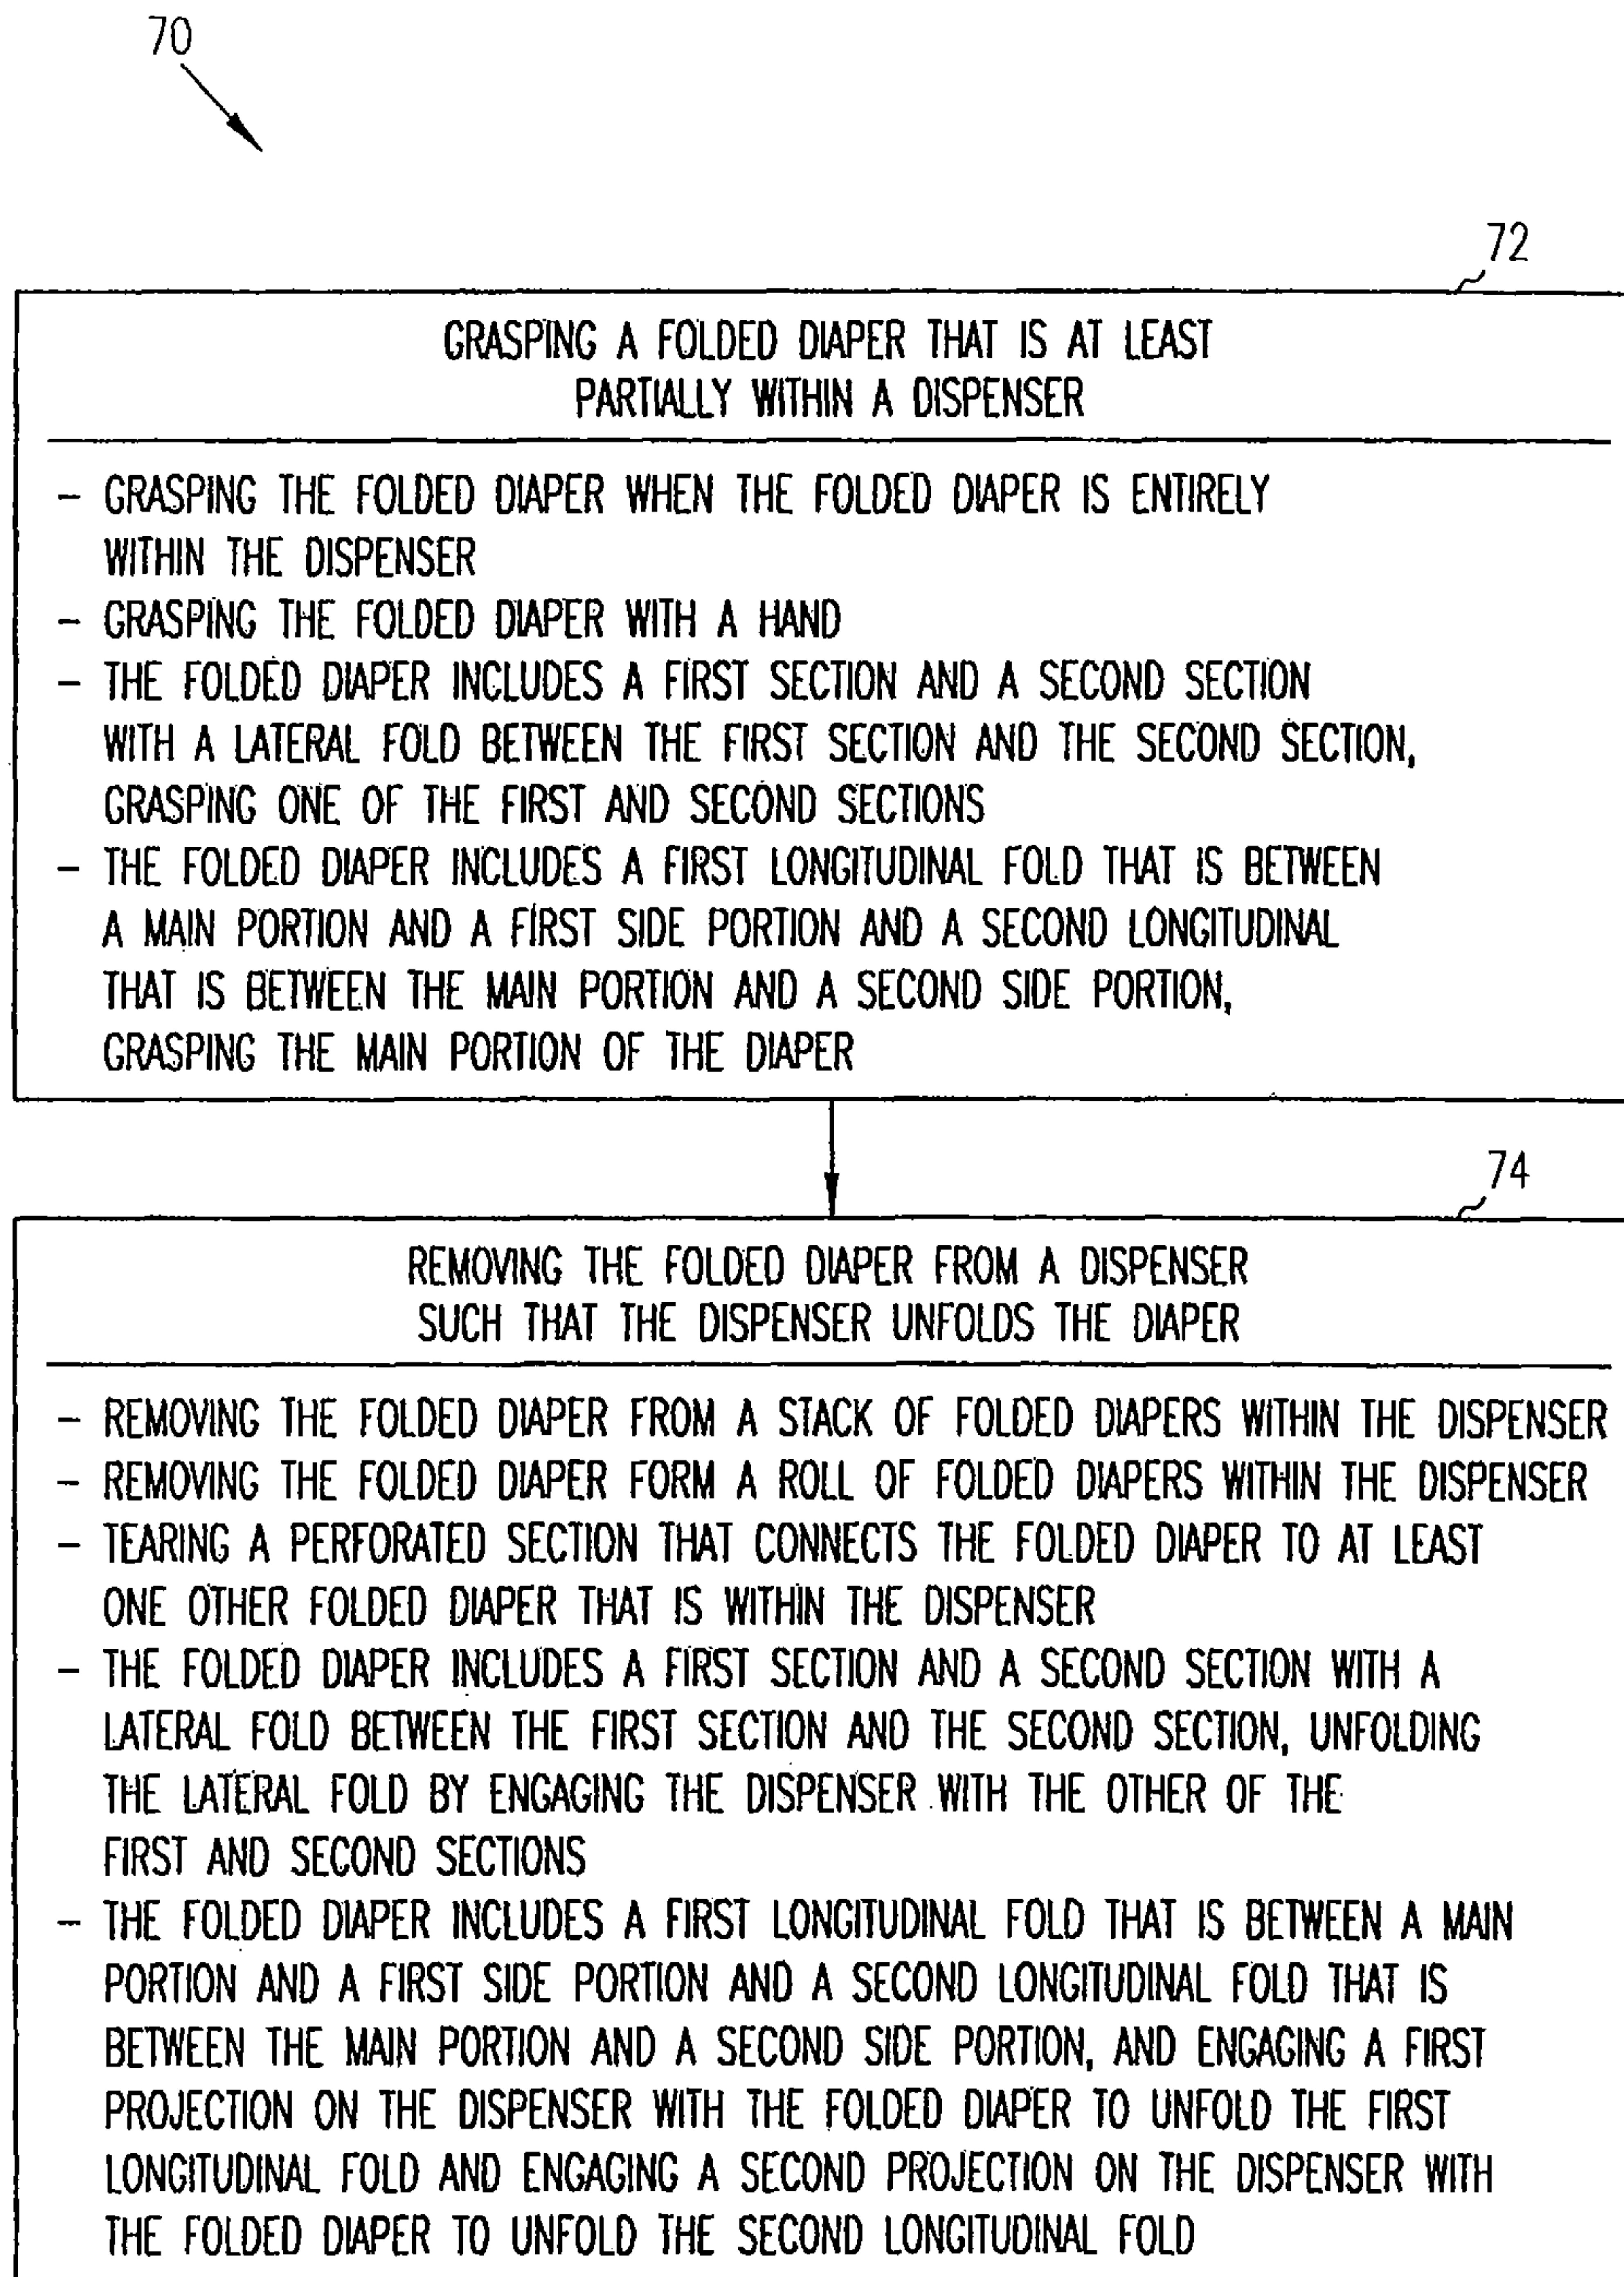 70
72
GRASPING A FOLDED DIAPER THAT IS AT LEAST
PARTIALLY WITHIN A DISPENSER
- GRASPING THE FOLDED DIAPER WHEN THE FOLDED DIAPER IS ENTIRELY
WITHIN THE DISPENSER
- GRASPING THE FOLDED DIAPER WITH A HAND
- THE FOLDED DIAPER INCLUDES A FIRST SECTION AND A SECOND SECTION
WITH A LATERAL FOLD BETWEEN THE FIRST SECTION AND THE SECOND SECTION,
GRASPING ONE OF THE FIRST AND SECOND SECTIONS
- THE FOLDED DIAPER INCLUDES A FIRST LONGITUDINAL FOLD THAT IS BETWEEN
A MAIN PORTION AND A FIRST SIDE PORTION AND A SECOND LONGITUDINAL
THAT IS BETWEEN THE MAIN PORTION AND A SECOND SIDE PORTION,
GRASPING THE MAIN PORTION OF THE DIAPER
74
REMOVING THE FOLDED DIAPER FROM A DISPENSER
SUCH THAT THE DISPENSER UNFOLDS THE DIAPER
- REMOVING THE FOLDED DIAPER FROM A STACK OF FOLDED DIAPERS WITHIN THE DISPENSER
- REMOVING THE FOLDED DIAPER FORM A ROLL OF FOLDED DIAPERS WITHIN THE DISPENSER
- TEARING A PERFORATED SECTION THAT CONNECTS THE FOLDED DIAPER TO AT LEAST
ONE OTHER FOLDED DIAPER THAT IS WITHIN THE DISPENSER
- THE FOLDED DIAPER INCLUDES A FIRST SECTION AND A SECOND SECTION WITH A
LATERAL FOLD BETWEEN THE FIRST SECTION AND THE SECOND SECTION, UNFOLDING
THE LATERAL FOLD BY ENGAGING THE DISPENSER WITH THE OTHER OF THE
FIRST AND SECOND SECTIONS
- THE FOLDED DIAPER INCLUDES A FIRST LONGITUDINAL FOLD THAT IS BETWEEN A MAIN
PORTION AND A FIRST SIDE PORTION AND A SECOND LONGITUDINAL FOLD THAT IS
BETWEEN THE MAIN PORTION AND A SECOND SIDE PORTION, AND ENGAGING A FIRST
PROJECTION ON THE DISPENSER WITH THE FOLDED DIAPER TO UNFOLD THE FIRST
LONGITUDINAL FOLD AND ENGAGING A SECOND PROJECTION ON THE DISPENSER WITH
THE FOLDED DIAPER TO UNFOLD THE SECOND LONGITUDINAL FOLD